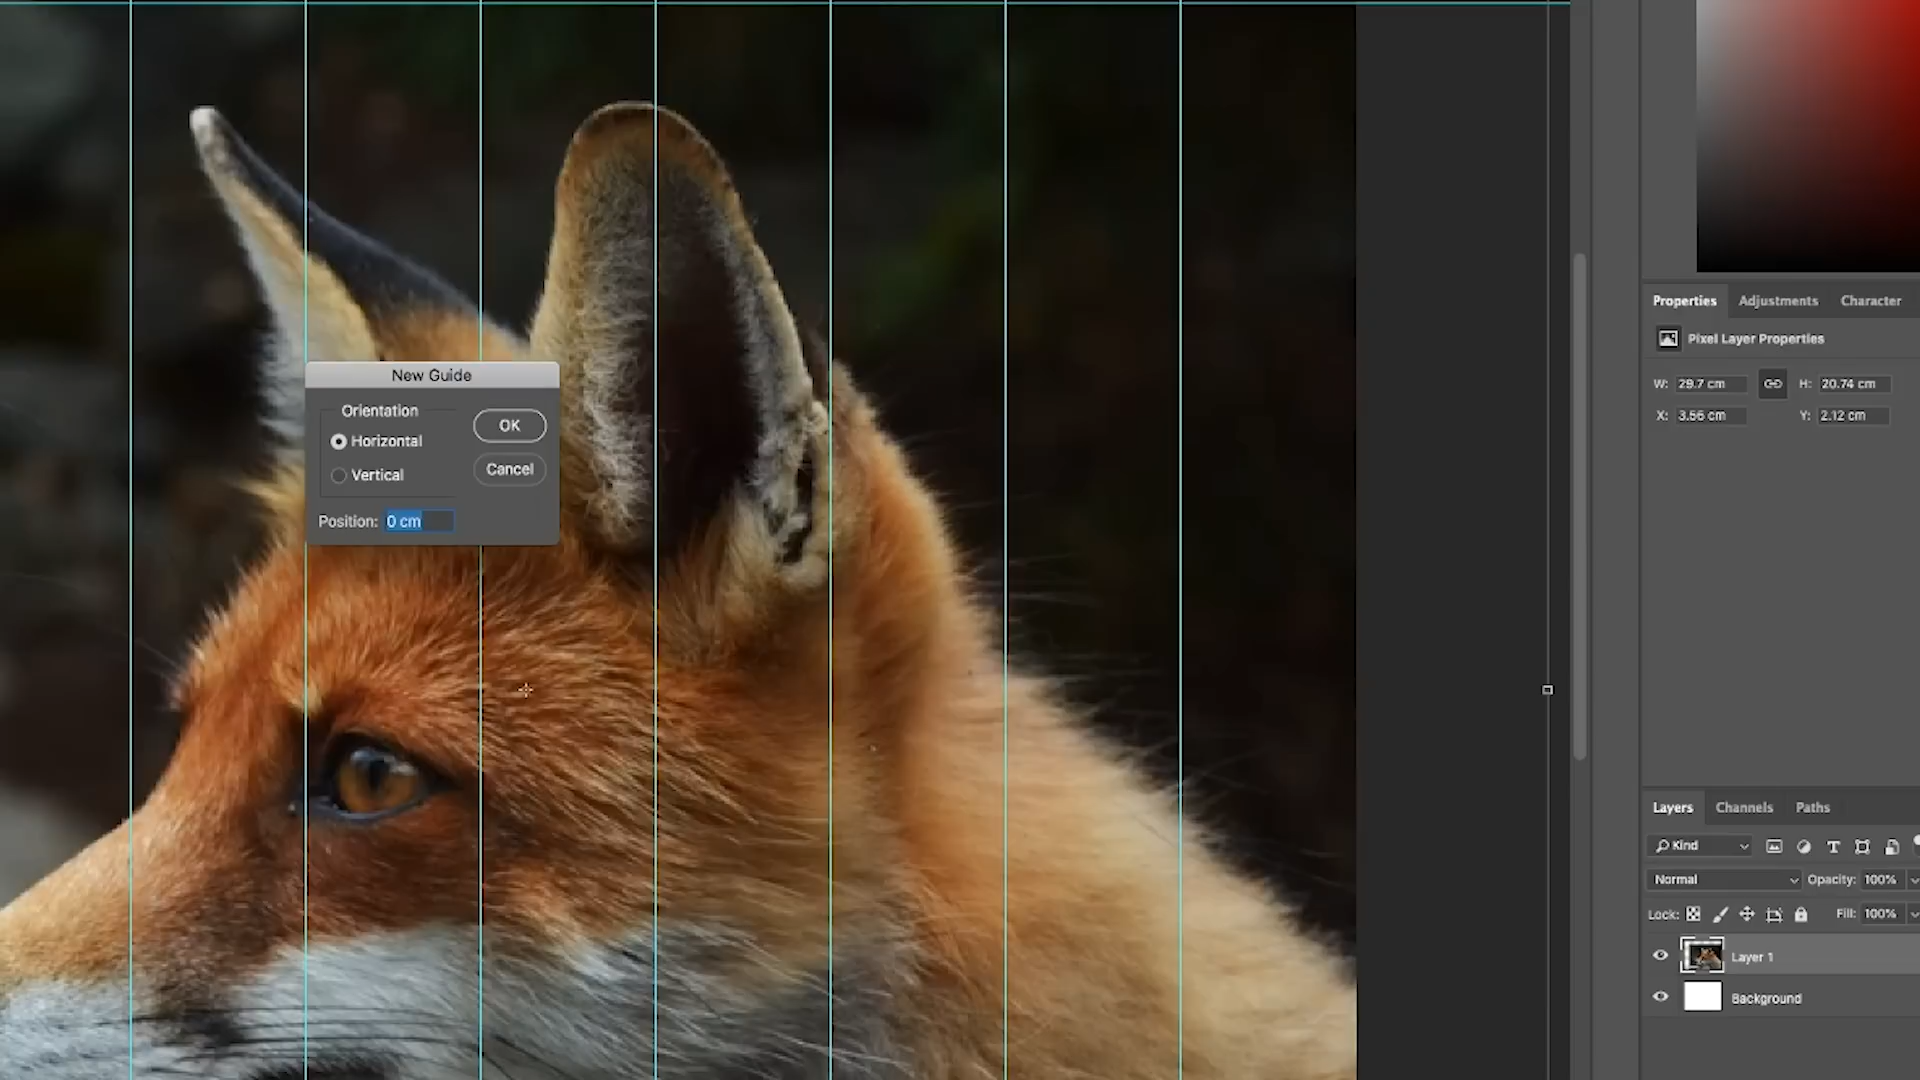 New Guide
Orientation
Horizontal
Vertical
OK
Cancel
Position: 0 cm
Properties Adjustments Character
Pixel Layer Properties
W: 29.7 cm H: 20.74 cm
X: 3.56 cm Y: 2.12 cm
Layers Channels Paths
Kind
Normal Opacity: 100%
Lock: Fill: 100%
Layer 1
Background